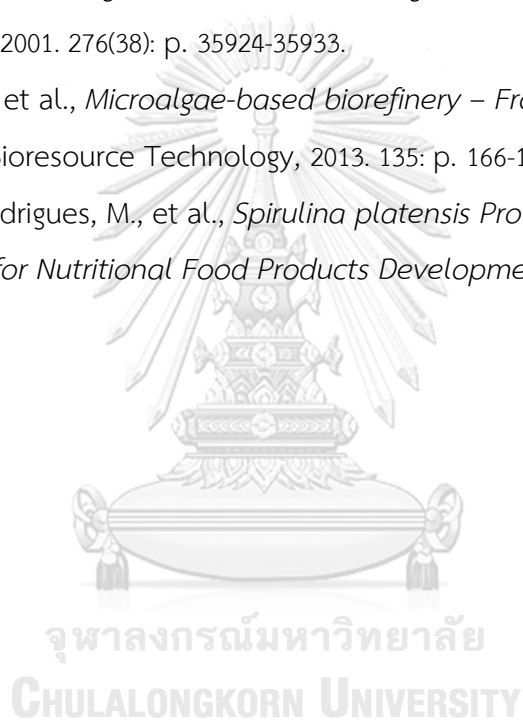 2001. 276(38): p. 35924-35933.
et al., Microalgae-based biorefinery – Fr
ioresource Technology, 2013. 135: p. 166-1
drigues, M., et al., Spirulina platensis Pro
for Nutritional Food Products Developme
จุฬาลงกรณ์มหาวิทยาลัย
CHULALONGKORN UNIVERSITY